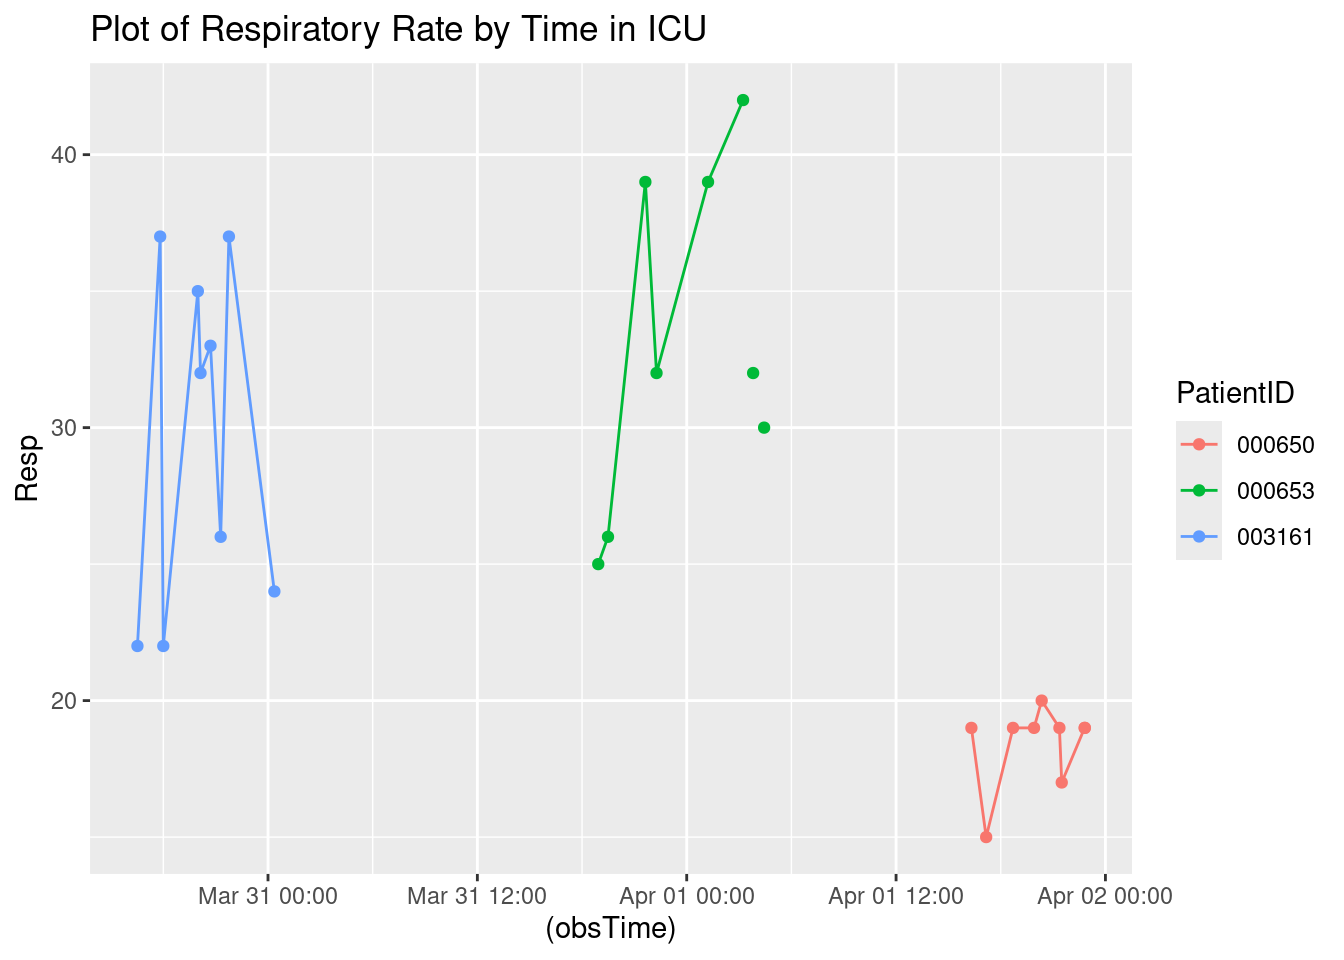 Plot of Respiratory Rate by Time in ICU
40
30
20
Resp
Mar 31 00:00
Mar 31 12:00
Apr 01 00:00
Apr 01 12:00
Apr 02 00:00
(obsTime)
PatientID
000650
000653
003161